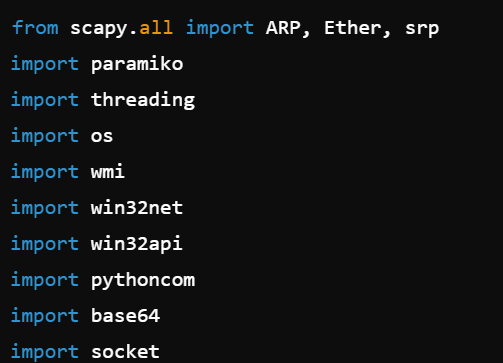 from scapy.all import ARP, Ether, srp
import paramiko
import threading
import os
import wmi
import win32net
import win32api
import pythoncom
import base64
import socket